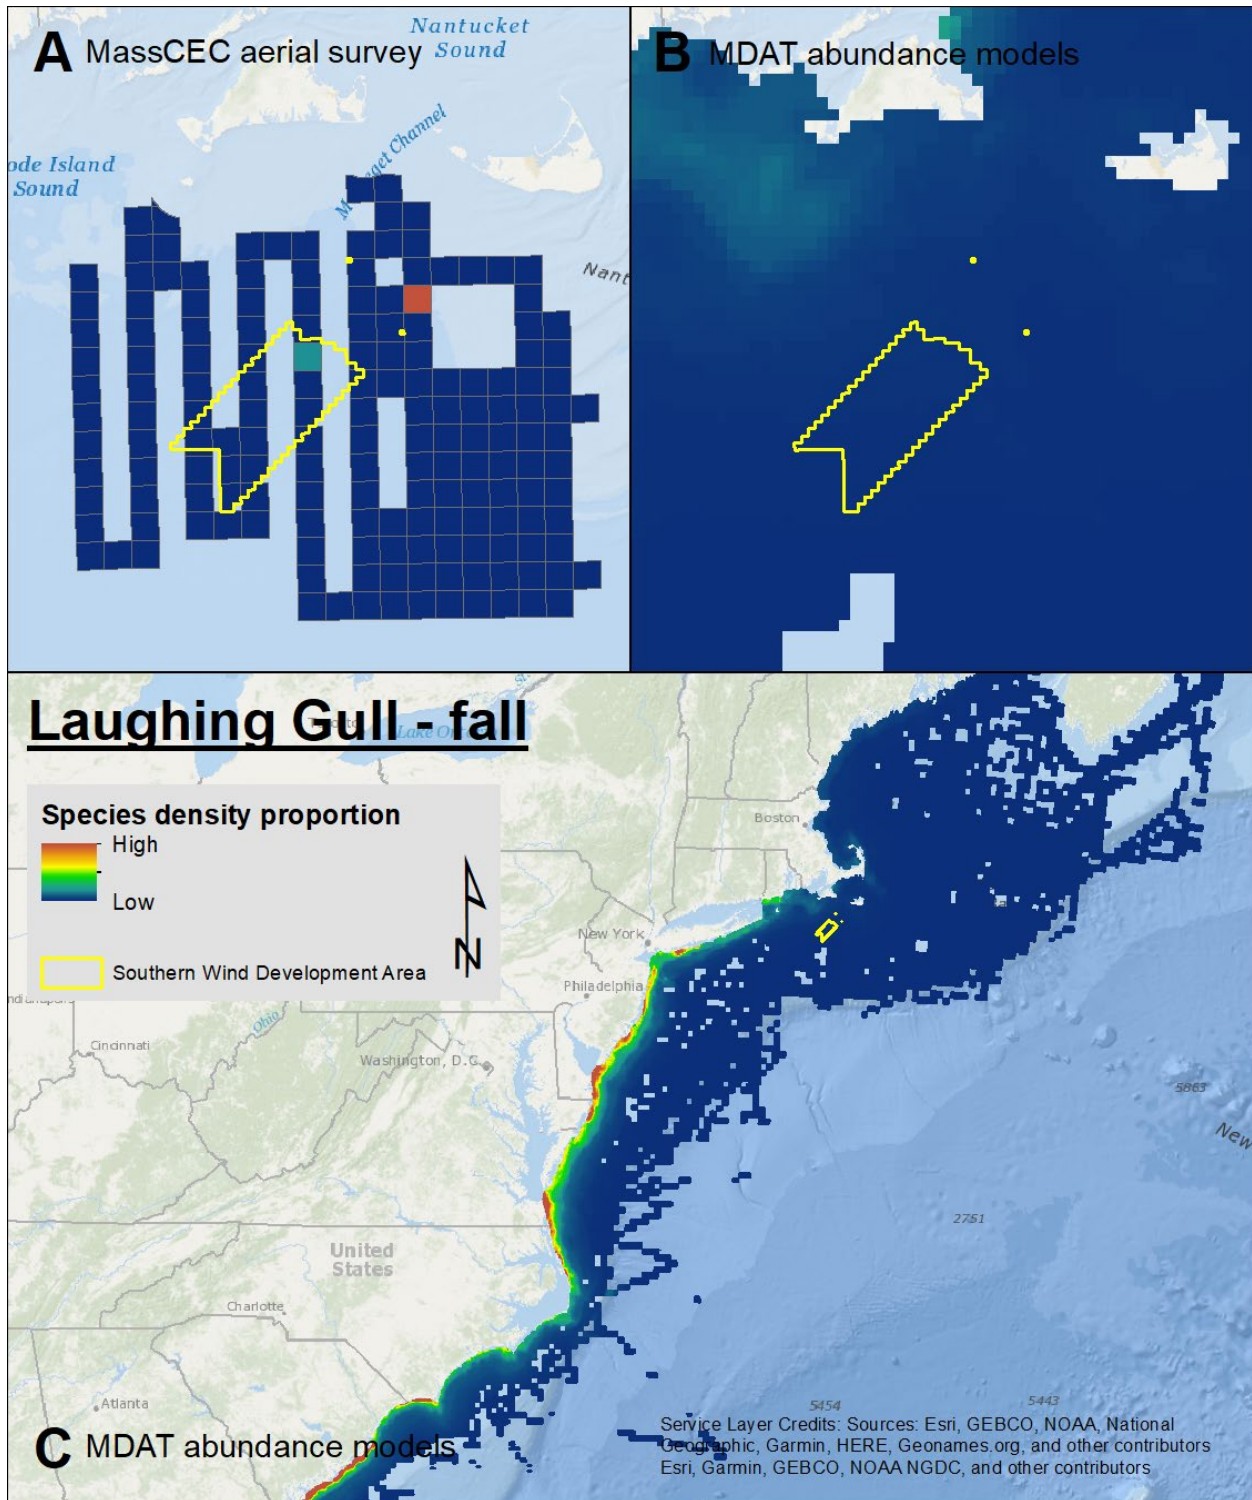 A MassCEC aerial survey
Nantucket
Sound
ode Island
Sound
get Channel
Nant
B MDAT abundance models
Laughing Gull - fall
Species density proportion
High
Low
N
Southern Wind Development Area
Boston
New York
Philadelphia
Ohio
Cincinnati
Washington, D.C
United
States
Charlotte
Atlanta
5863
New
2751
5454
5443
C MDAT abundance models
Service Layer Credits: Sources: Esri, GEBCO, NOAA, National
Geographic, Garmin, HERE, Geonames.org, and other contributors
Esri, Garmin, GEBCO, NOAA NGDC, and other contributors